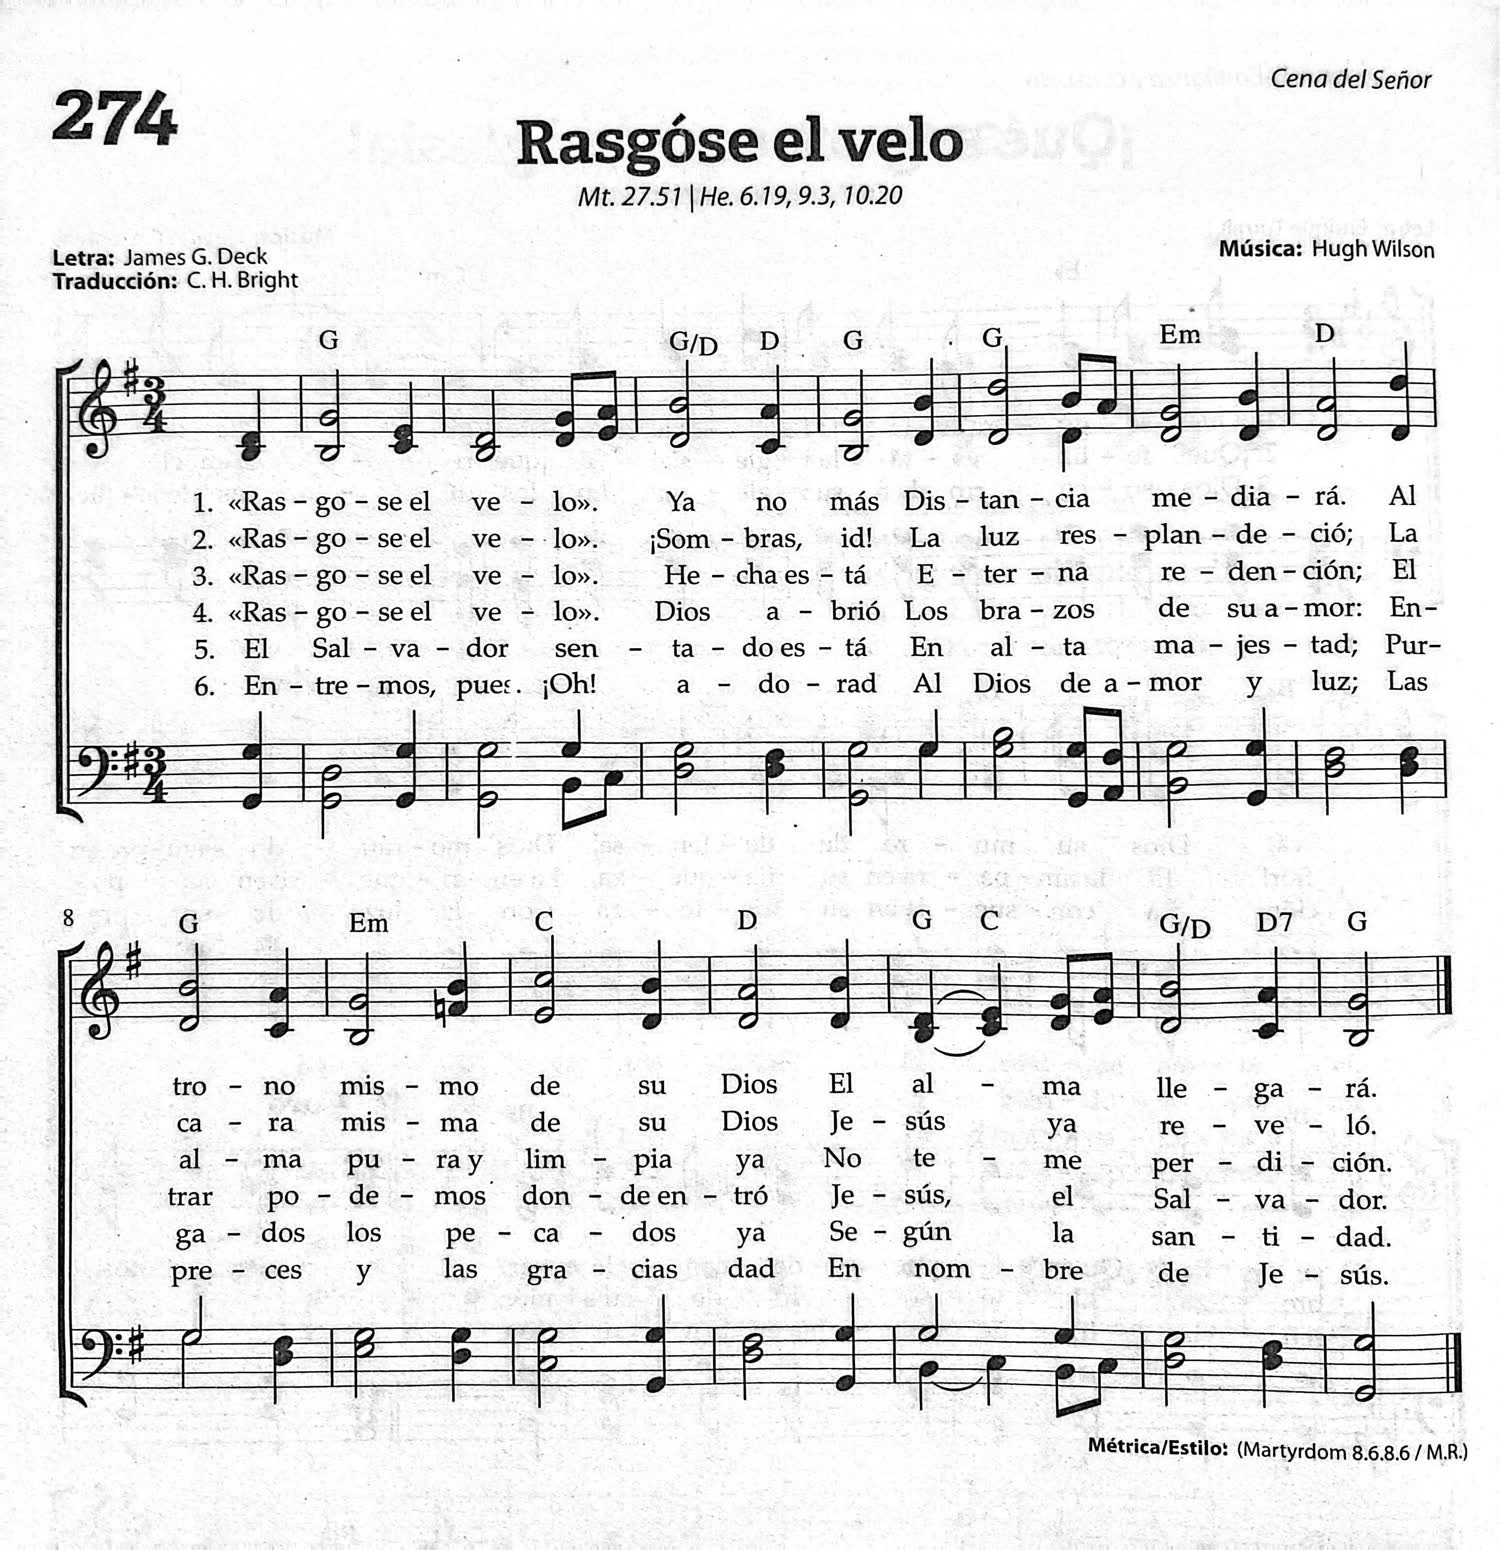 Cena del Señor
274
Rasgóse el velo
Mt. 27.51 | He. 6.19, 9.3, 10.20
Letra: James G. Deck
Música: Hugh Wilson
Traducción: C. H. Bright
G G/D D G G Em D
3 4
1. «Ras – go – se el ve – lo». Ya no – más Dis – tan – cia me – dia – rá. Al
2. «Ras – go – se el ve – lo». ¡Som – bras, id! La luz res – plan – de – ció; La
3. «Ras – go – se el ve – lo». He – cha es – tá E – ter – na re – den – ción; El
4. «Ras – go – se el ve – lo». Dios a – brió Los bra – zos de su a – mor: En–
5. El Sal – va – dor sen – ta – do es – tá En al – ta ma – jes – tad; Pur–
6. En – tre – mos, pues. ¡Oh! a – do – rad Al Dios de a – mor y luz; Las
3 4
8 G Em C D G C G/D D7 G
tro – no mis – mo de su Dios El al – ma lle – ga – rá.
ca – ra mis – ma de su Dios Je – sús ya re – ve – ló.
al – ma pu – ra y lim – pia ya No te – me per – di – ción.
trar po – de – mos don – de en – tró Je – sús, el Sal – va – dor.
ga – dos los pe – ca – dos ya Se – gún la san – ti – dad.
pre – ces y las gra – cias dad En nom – bre de Je – sús.
Métrica/Estilo: (Martyrdom 8.6.8.6 / M.R.)